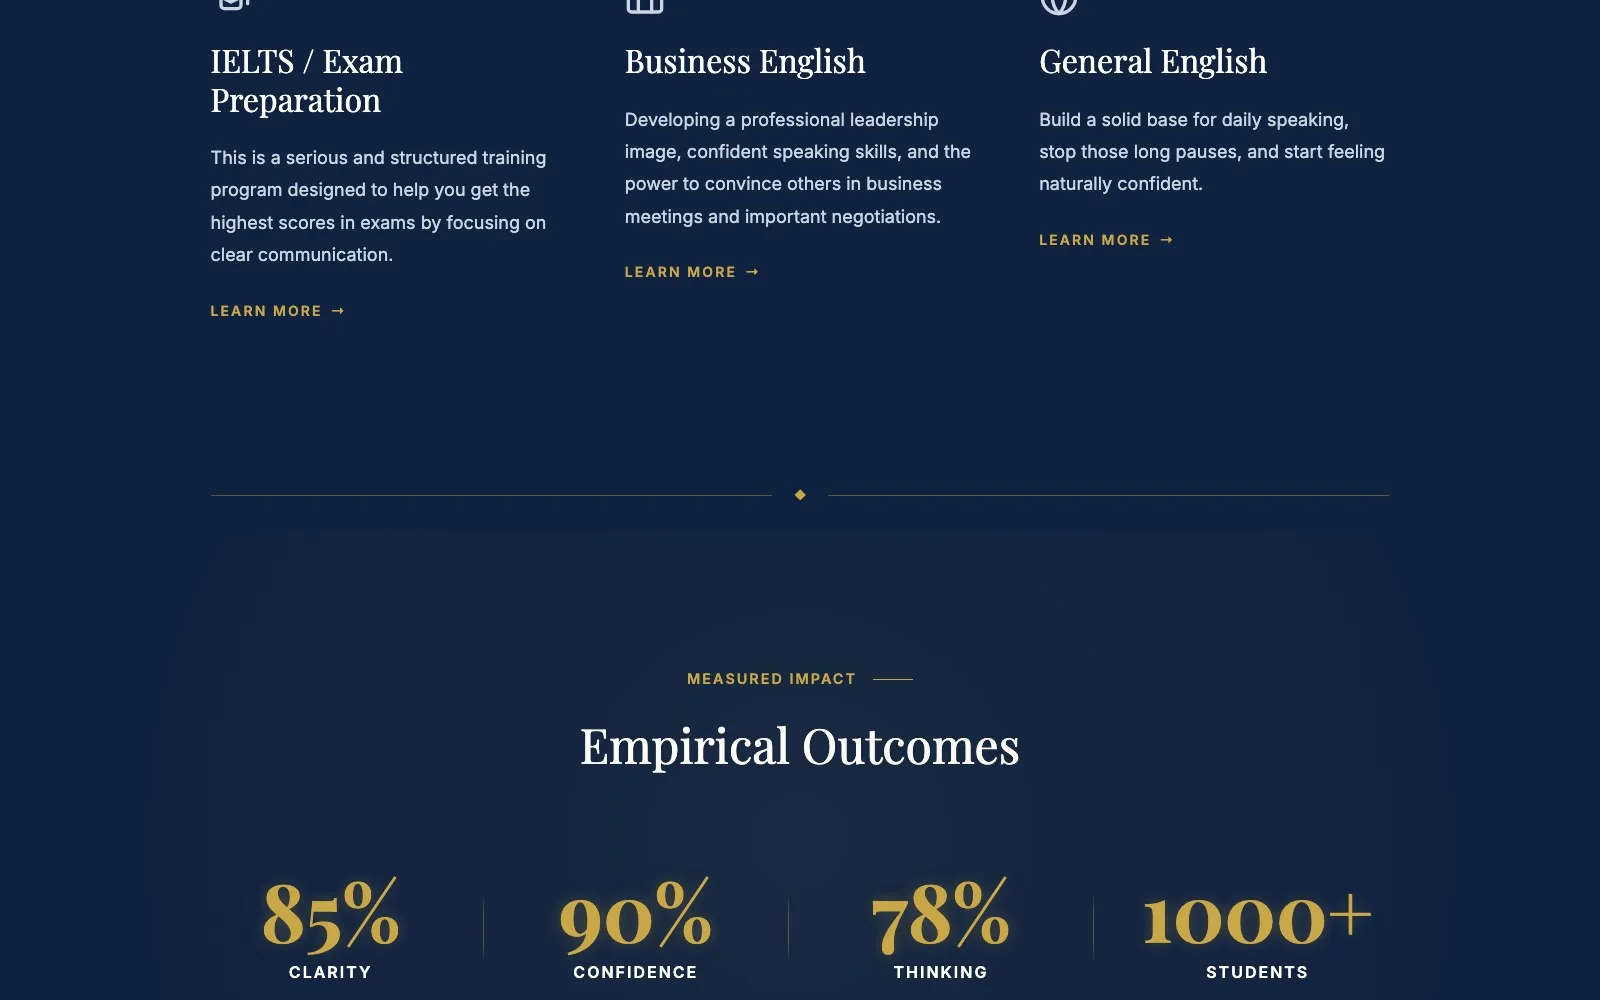 IELTS / Exam
Preparation
This is a serious and structured training
program designed to help you get the
highest scores in exams by focusing on
clear communication.
LEARN MORE →
Business English
Developing a professional leadership
image, confident speaking skills, and the
power to convince others in business
meetings and important negotiations.
LEARN MORE →
General English
Build a solid base for daily speaking,
stop those long pauses, and start feeling
naturally confident.
LEARN MORE →
MEASURED IMPACT
Empirical Outcomes
85%
CLARITY
90%
CONFIDENCE
78%
THINKING
1000+
STUDENTS